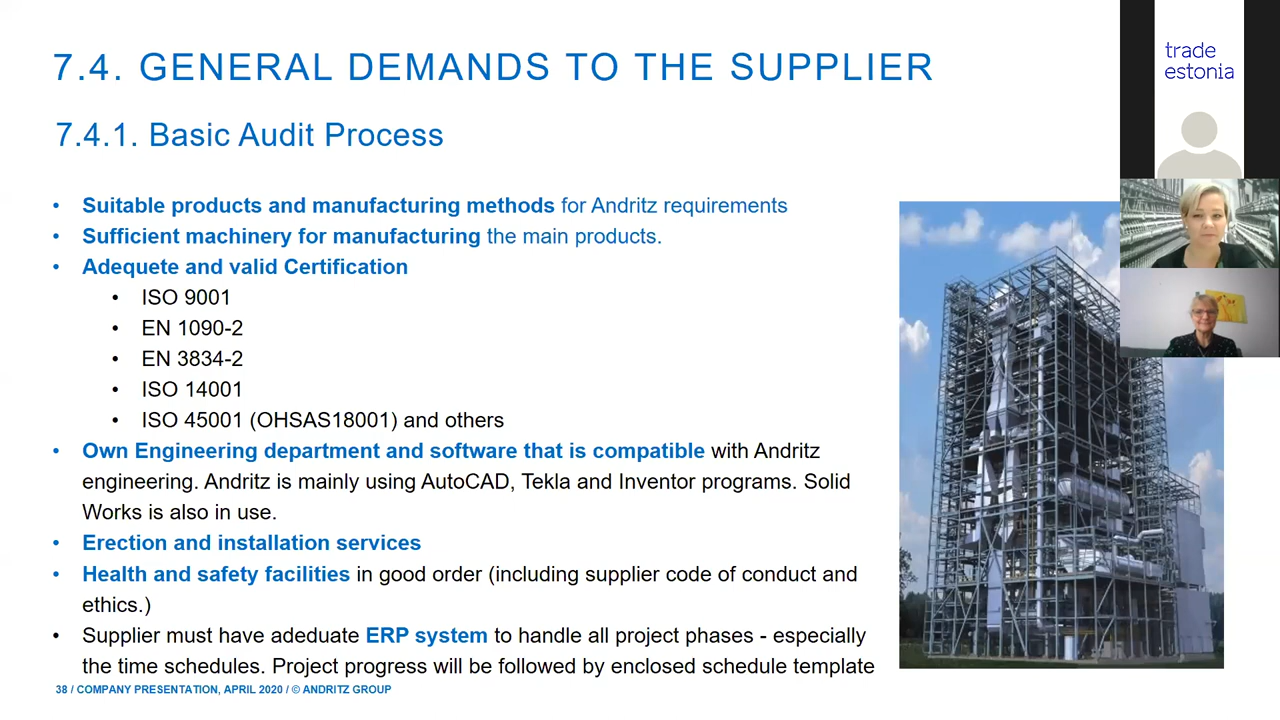 7.4. GENERAL DEMANDS TO THE SUPPLIER
trade
estonia
7.4.1. Basic Audit Process
• Suitable products and manufacturing methods for Andritz requirements
• Sufficient machinery for manufacturing the main products.
• Adequete and valid Certification
• ISO 9001
• EN 1090-2
• EN 3834-2
• ISO 14001
• ISO 45001 (OHSAS18001) and others
• Own Engineering department and software that is compatible with Andritz
engineering. Andritz is mainly using AutoCAD, Tekla and Inventor programs. Solid
Works is also in use.
• Erection and installation services
• Health and safety facilities in good order (including supplier code of conduct and
ethics.)
• Supplier must have adeduate ERP system to handle all project phases - especially
the time schedules. Project progress will be followed by enclosed schedule template
38 / COMPANY PRESENTATION, APRIL 2020 / © ANDRITZ GROUP